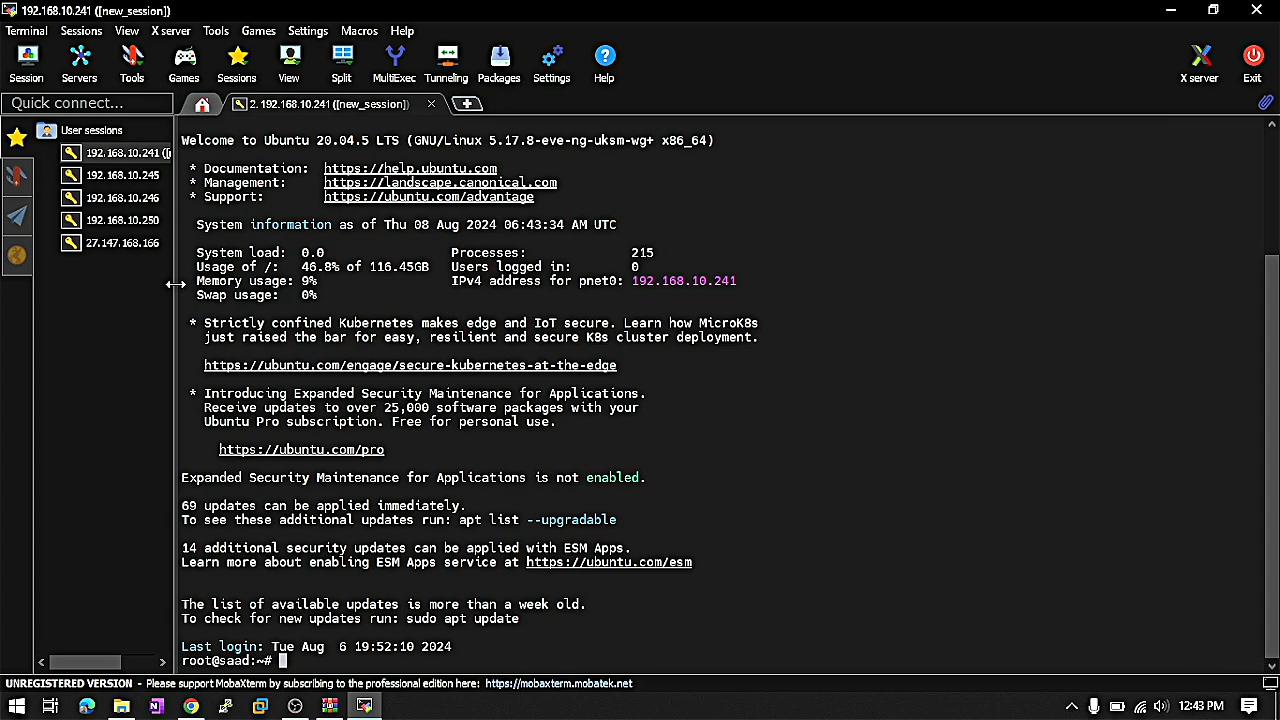 192.168.10.241 ([new_session])
Terminal Sessions View X server Tools Games Settings Macros Help
Session Servers Tools Games Sessions View Split MultiExec Tunneling Packages Settings Help X server Exit
Quick connect...
2. 192.168.10.241 ([new_session])
User sessions
192.168.10.241 ([
192.168.10.245
192.168.10.246
192.168.10.250
27.147.168.166
Welcome to Ubuntu 20.04.5 LTS (GNU/Linux 5.17.8-eve-ng-uksm-wg+ x86_64)
* Documentation: https://help.ubuntu.com
* Management: https://landscape.canonical.com
* Support: https://ubuntu.com/advantage
System information as of Thu 08 Aug 2024 06:43:34 AM UTC
System load: 0.0 Processes: 215
Usage of /: 46.8% of 116.45GB Users logged in: 0
Memory usage: 9% IPv4 address for pnet0: 192.168.10.241
Swap usage: 0%
* Strictly confined Kubernetes makes edge and IoT secure. Learn how MicroK8s
just raised the bar for easy, resilient and secure K8s cluster deployment.
https://ubuntu.com/engage/secure-kubernetes-at-the-edge
* Introducing Expanded Security Maintenance for Applications.
Receive updates to over 25,000 software packages with your
Ubuntu Pro subscription. Free for personal use.
https://ubuntu.com/pro
Expanded Security Maintenance for Applications is not enabled.
69 updates can be applied immediately.
To see these additional updates run: apt list --upgradable
14 additional security updates can be applied with ESM Apps.
Learn more about enabling ESM Apps service at https://ubuntu.com/esm
The list of available updates is more than a week old.
To check for new updates run: sudo apt update
Last login: Tue Aug 6 19:52:10 2024
root@saad:~#
UNREGISTERED VERSION - Please support MobaXterm by subscribing to the professional edition here: https://mobaxterm.mobatek.net
12:43 PM